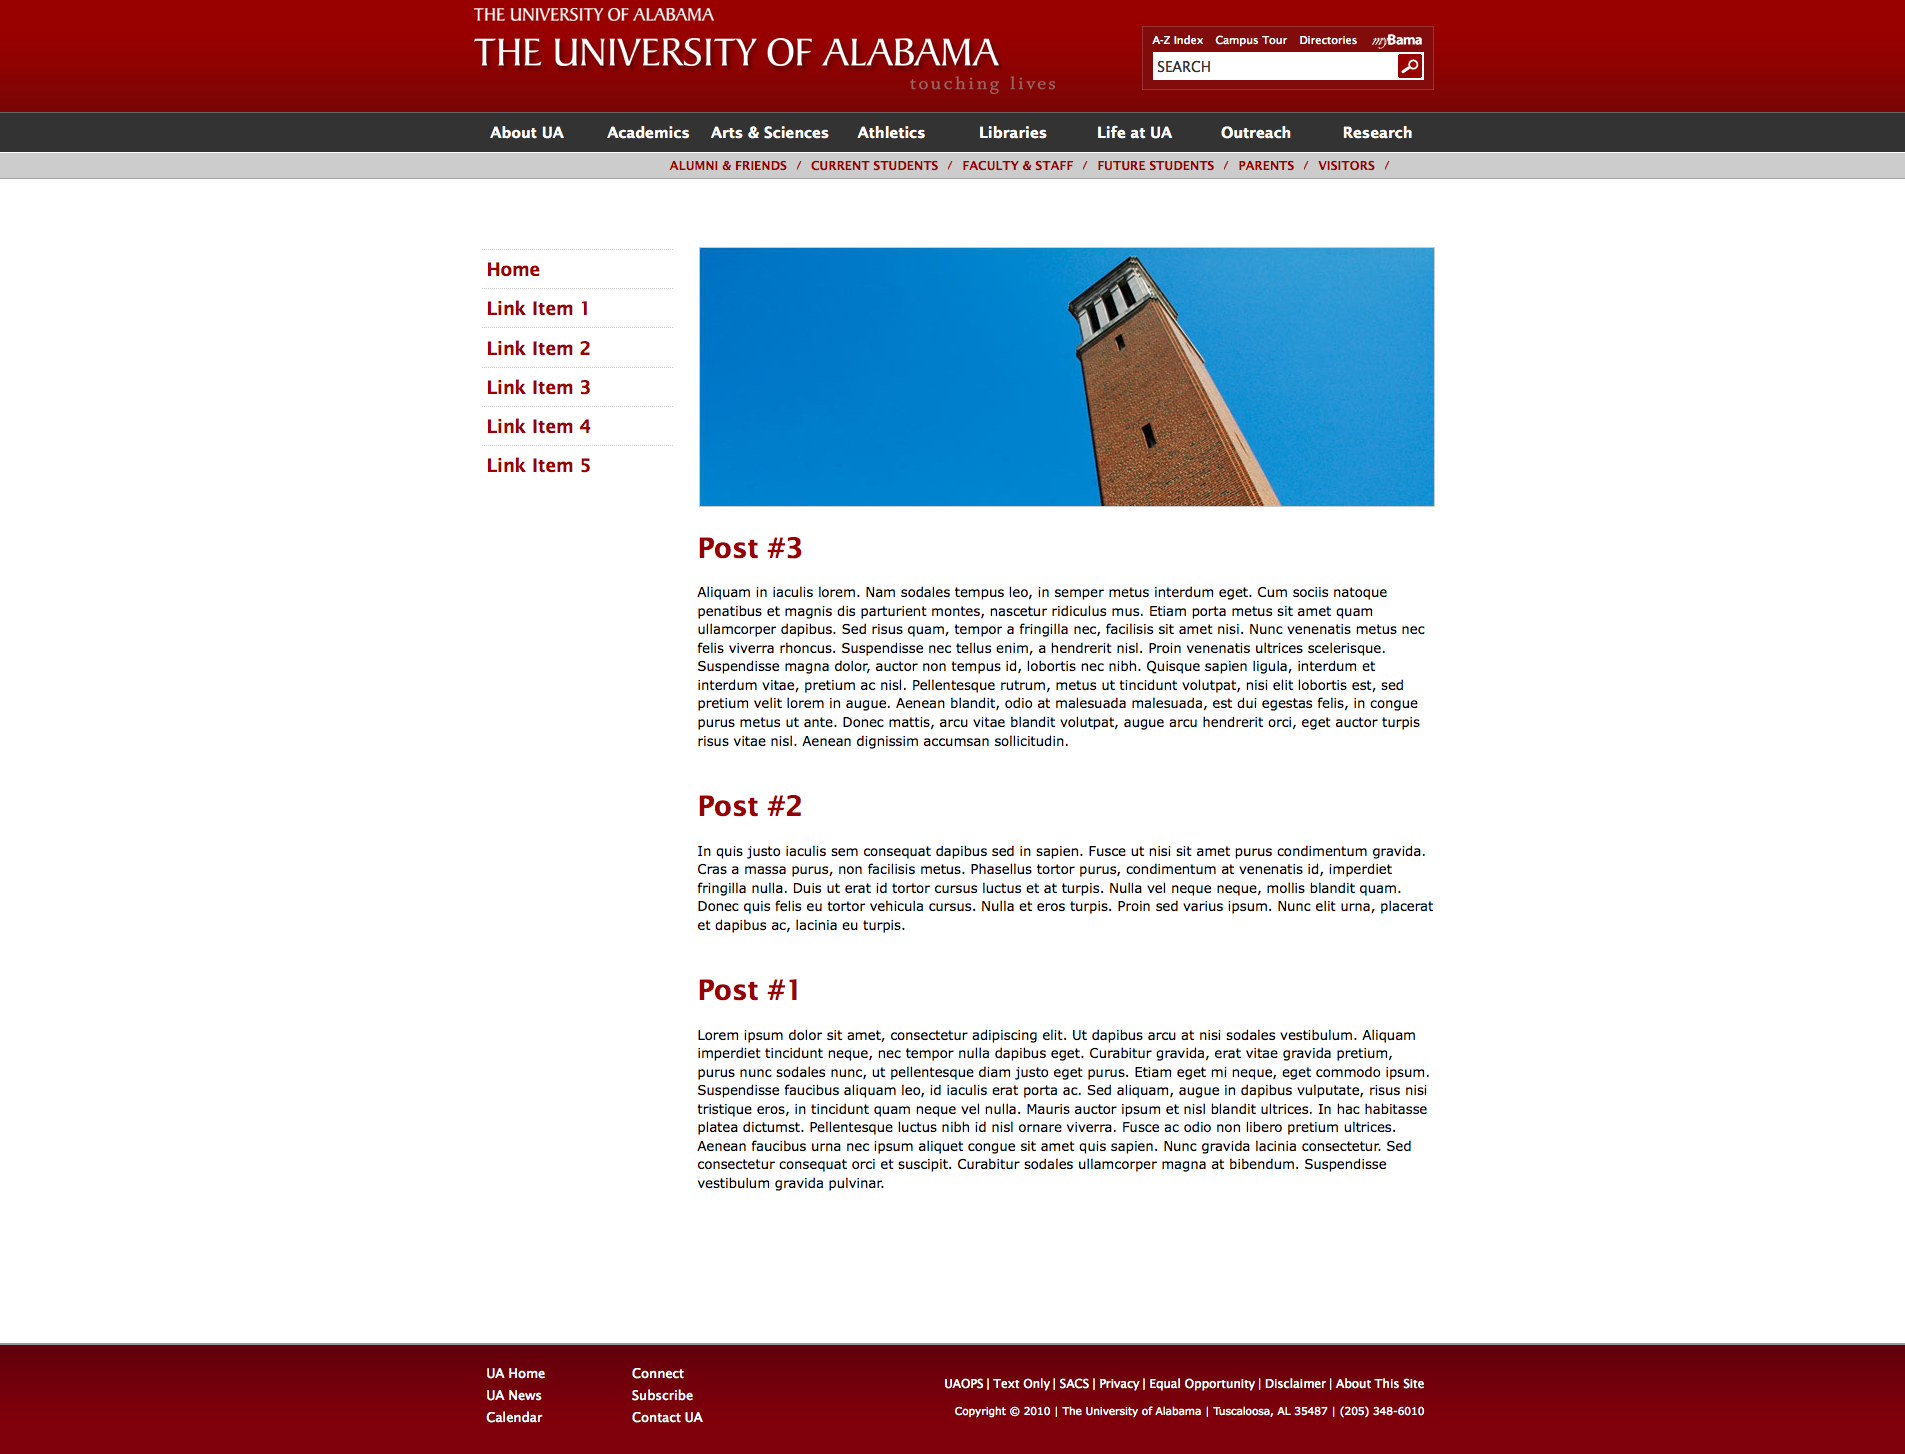 THE UNIVERSITY OF ALABAMA
THE UNIVERSITY OF ALABAMA
touching lives
A-Z Index Campus Tour Directories myBama
SEARCH
About UA Academics Arts & Sciences Athletics Libraries Life at UA Outreach Research
ALUMNI & FRIENDS / CURRENT STUDENTS / FACULTY & STAFF / FUTURE STUDENTS / PARENTS / VISITORS /
Home
Link Item 1
Link Item 2
Link Item 3
Link Item 4
Link Item 5
Post #3
Aliquam in iaculis lorem. Nam sodales tempus leo, in semper metus interdum eget. Cum sociis natoque
penatibus et magnis dis parturient montes, nascetur ridiculus mus. Etiam porta metus sit amet quam
ullamcorper dapibus. Sed risus quam, tempor a fringilla nec, facilisis sit amet nisi. Nunc venenatis metus nec
felis viverra rhoncus. Suspendisse nec tellus enim, a hendrerit nisl. Proin venenatis ultrices scelerisque.
Suspendisse magna dolor, auctor non tempus id, lobortis nec nibh. Quisque sapien ligula, interdum et
interdum vitae, pretium ac nisl. Pellentesque rutrum, metus ut tincidunt volutpat, nisi elit lobortis est, sed
pretium velit lorem in augue. Aenean blandit, odio at malesuada malesuada, est dui egestas felis, in congue
purus metus ut ante. Donec mattis, arcu vitae blandit volutpat, augue arcu hendrerit orci, eget auctor turpis
risus vitae nisl. Aenean dignissim accumsan sollicitudin.
Post #2
In quis justo iaculis sem consequat dapibus sed in sapien. Fusce ut nisi sit amet purus condimentum gravida.
Cras a massa purus, non facilisis metus. Phasellus tortor purus, condimentum at venenatis id, imperdiet
fringilla nulla. Duis ut erat id tortor cursus luctus et at turpis. Nulla vel neque neque, mollis blandit quam.
Donec quis felis eu tortor vehicula cursus. Nulla et eros turpis. Proin sed varius ipsum. Nunc elit urna, placerat
et dapibus ac, lacinia eu turpis.
Post #1
Lorem ipsum dolor sit amet, consectetur adipiscing elit. Ut dapibus arcu at nisi sodales vestibulum. Aliquam
imperdiet tincidunt neque, nec tempor nulla dapibus eget. Curabitur gravida, erat vitae gravida pretium,
purus nunc sodales nunc, ut pellentesque diam justo eget purus. Etiam eget mi neque, eget commodo ipsum.
Suspendisse faucibus aliquam leo, id iaculis erat porta ac. Sed aliquam, augue in dapibus vulputate, risus nisi
tristique eros, in tincidunt quam neque vel nulla. Mauris auctor ipsum et nisl blandit ultrices. In hac habitasse
platea dictumst. Pellentesque luctus nibh id nisl ornare viverra. Fusce ac odio non libero pretium ultrices.
Aenean faucibus urna nec ipsum aliquet congue sit amet quis sapien. Nunc gravida lacinia consectetur. Sed
consectetur consequat orci et suscipit. Curabitur sodales ullamcorper magna at bibendum. Suspendisse
vestibulum gravida pulvinar.
UA Home
UA News
Calendar
Connect
Subscribe
Contact UA
UAOPS | Text Only | SACS | Privacy | Equal Opportunity | Disclaimer | About This Site
Copyright © 2010 | The University of Alabama | Tuscaloosa, AL 35487 | (205) 348-6010